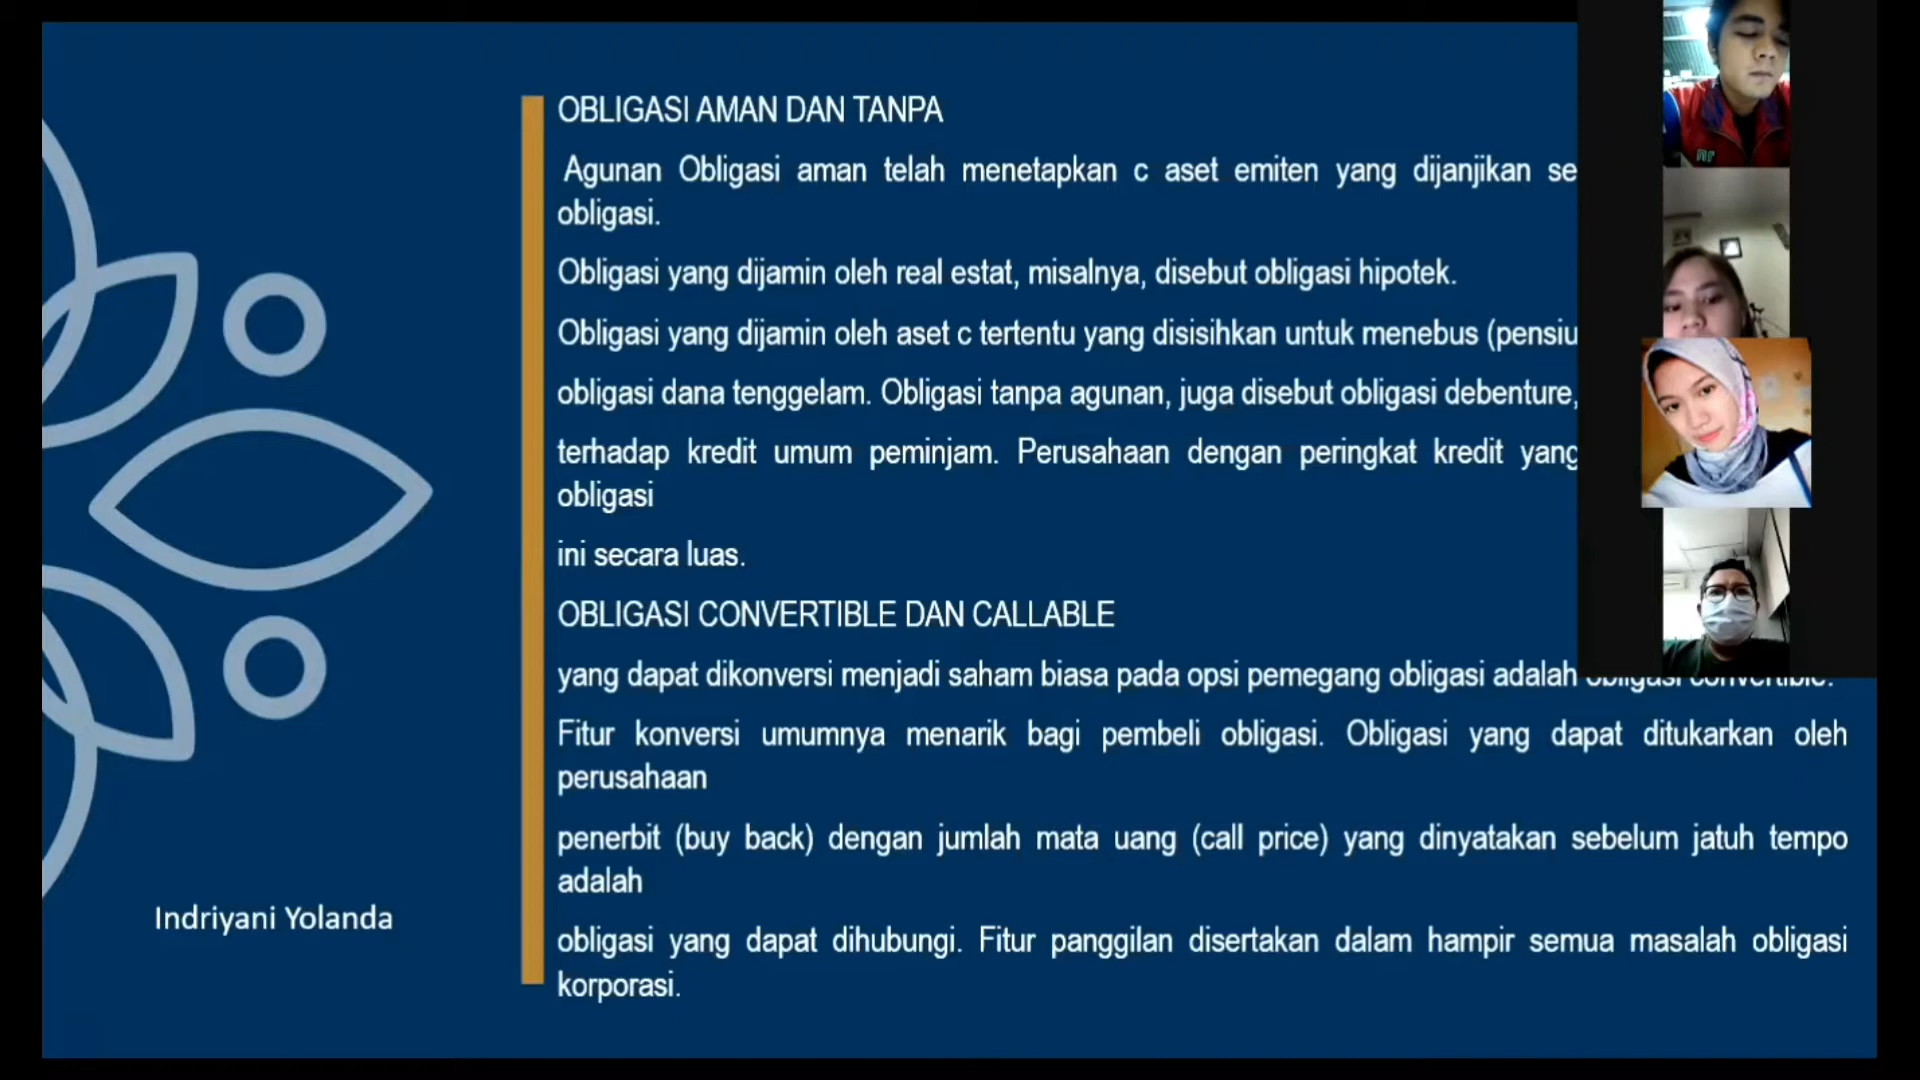 OBLIGASI AMAN DAN TANPA
Agunan Obligasi aman telah menetapkan c aset emiten yang dijanjikan se
obligasi.
Obligasi yang dijamin oleh real estat, misalnya, disebut obligasi hipotek.
Obligasi yang dijamin oleh aset c tertentu yang disisihkan untuk menebus (pensiu
obligasi dana tenggelam. Obligasi tanpa agunan, juga disebut obligasi debenture,
terhadap kredit umum peminjam. Perusahaan dengan peringkat kredit yang
obligasi
ini secara luas.
OBLIGASI CONVERTIBLE DAN CALLABLE
yang dapat dikonversi menjadi saham biasa pada opsi pemegang obligasi adalah obligasi convertible.
Fitur konversi umumnya menarik bagi pembeli obligasi. Obligasi yang dapat ditukarkan oleh
perusahaan
penerbit (buy back) dengan jumlah mata uang (call price) yang dinyatakan sebelum jatuh tempo
adalah
obligasi yang dapat dihubungi. Fitur panggilan disertakan dalam hampir semua masalah obligasi
korporasi.
Indriyani Yolanda
nr